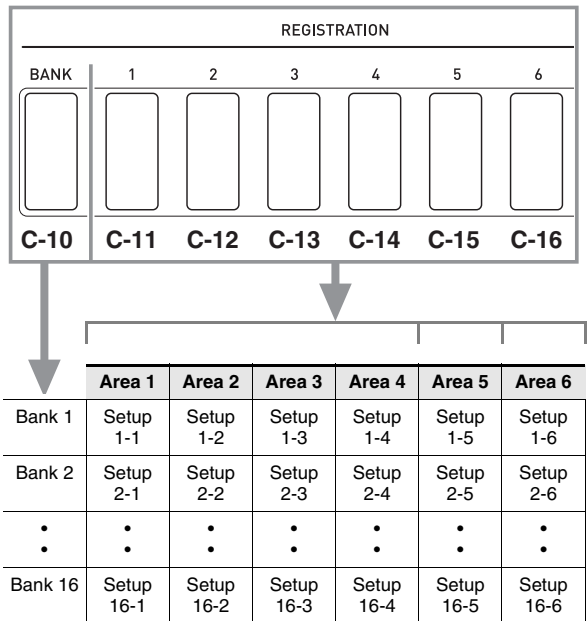 REGISTRATION
BANK 1 2 3 4 5 6
C-10 C-11 C-12 C-13 C-14 C-15 C-16
Area 1 Area 2 Area 3 Area 4 Area 5 Area 6
Bank 1 Setup 1-1 Setup 1-2 Setup 1-3 Setup 1-4 Setup 1-5 Setup 1-6
Bank 2 Setup 2-1 Setup 2-2 Setup 2-3 Setup 2-4 Setup 2-5 Setup 2-6
• • • • • • •
• • • • • • •
Bank 16 Setup 16-1 Setup 16-2 Setup 16-3 Setup 16-4 Setup 16-5 Setup 16-6